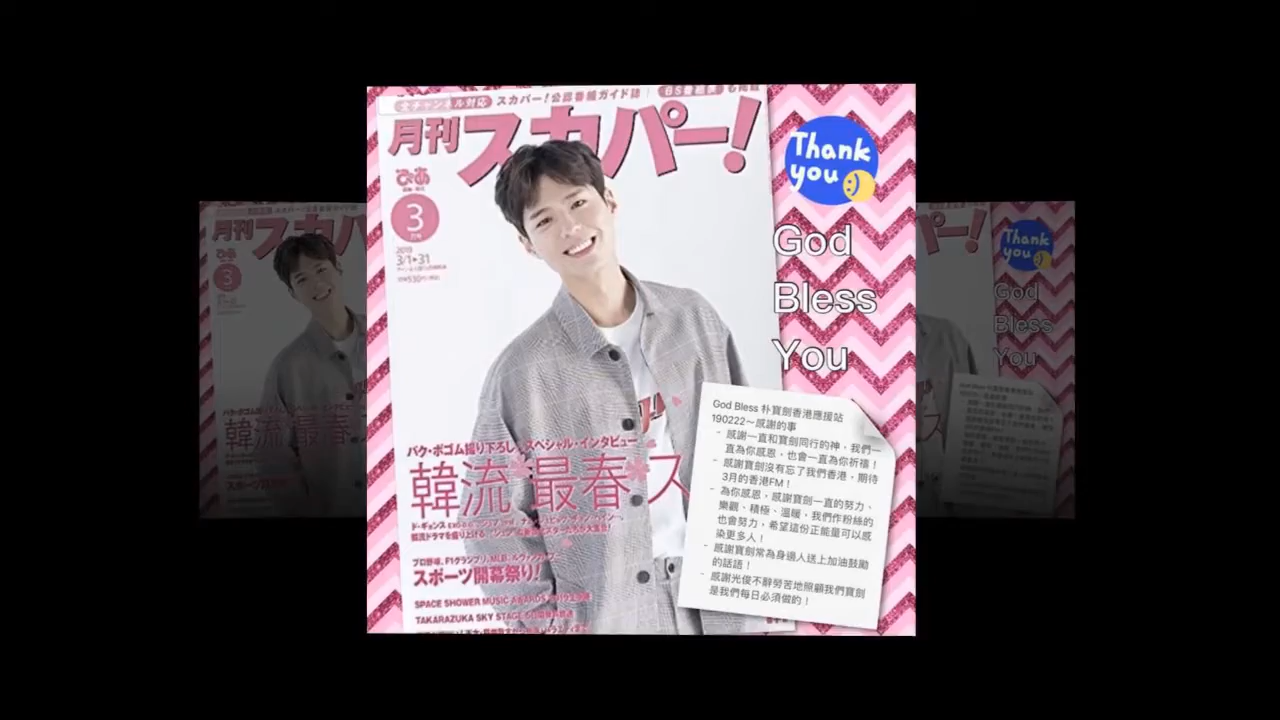 全チャンネル対応 スカパー!公認番組ガイド誌
月刊スカパー!
ぴあ
3
2019
3/1▸31
Thank
you
God
Bless
You
パク・ボゴム撮り下ろし スペシャル・インタビュー
韓流*最春*ス
プロ野球、F1グランプリ、MLB、ルヴァンカップ
スポーツ開幕祭り!
SPACE SHOWER MUSIC AWARDS
TAKARAZUKA SKY STAGE
God Bless 朴寶劍香港應援站
190222～感謝的事
- 感謝一直和寶劍同行的神，我們一
直為你感恩，也會一直為你祈禱！
- 感謝寶劍沒有忘了我們香港，期待
3月的香港FM！
- 為你感恩，感謝寶劍一直的努力、
樂觀、積極、溫暖，我們作粉絲的
也會努力，希望這份正能量可以感
染更多人！
- 感謝寶劍常為身邊人送上加油鼓勵
的話語！
- 感謝光俊不辭勞苦地照顧我們寶劍
是我們每日必須做的！